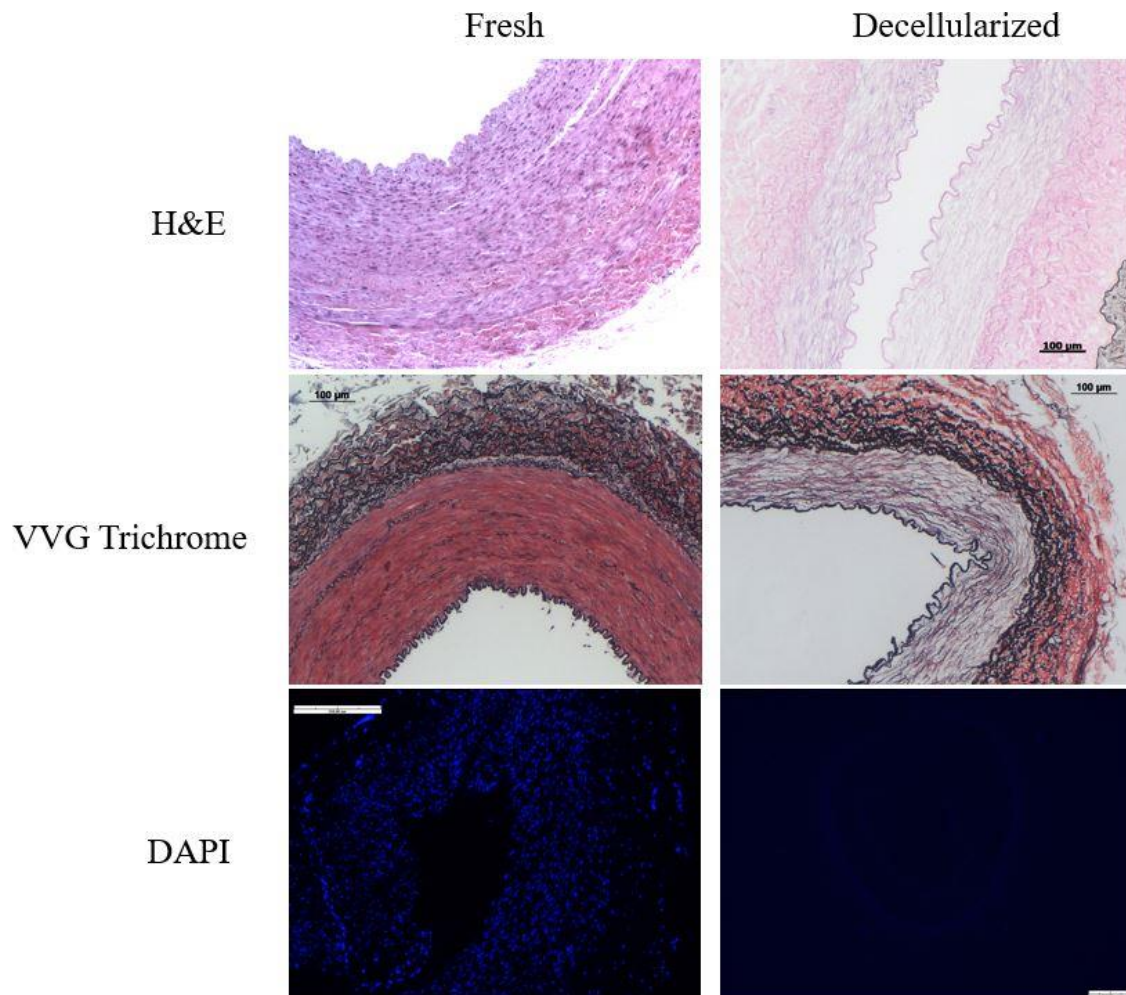 Fresh Decellularized
H&E
100 µm
VVG Trichrome
100 µm
100 µm
DAPI